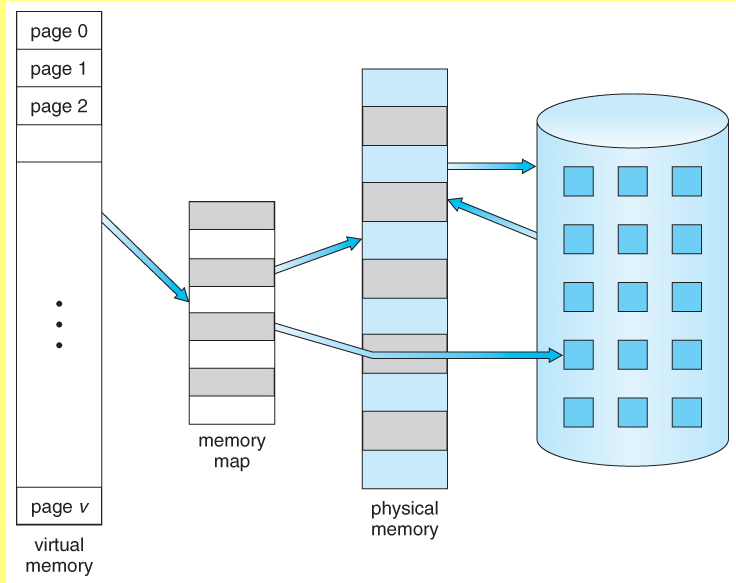 page 0
page 1
page 2
page v
virtual
memory
memory
map
physical
memory